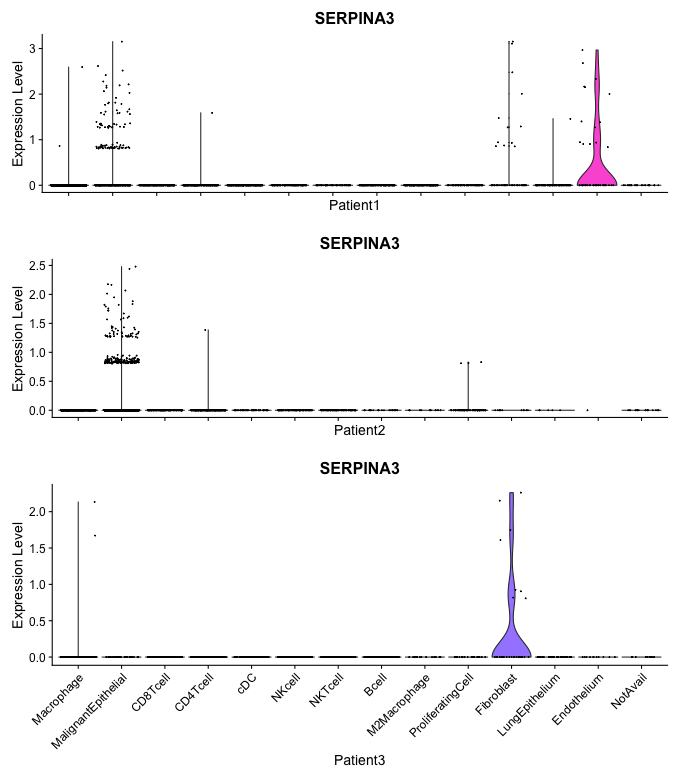 SERPINA3
Expression Level
3
2
1
0
Patient1
SERPINA3
Expression Level
2.5
2.0
1.5
1.0
0.5
0.0
Patient2
SERPINA3
Expression Level
2.0
1.5
1.0
0.5
0.0
Macrophage
MalignantEpithelial
CD8Tcell
CD4Tcell
cDC
NKcell
NKTcell
Bcell
M2Macrophage
ProliferatingCell
Fibroblast
LungEpithelium
Endothelium
NotAvail
Patient3